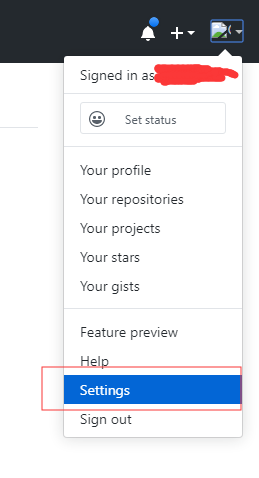 Signed in as
Set status
Your profile
Your repositories
Your projects
Your stars
Your gists
Feature preview
Help
Settings
Sign out